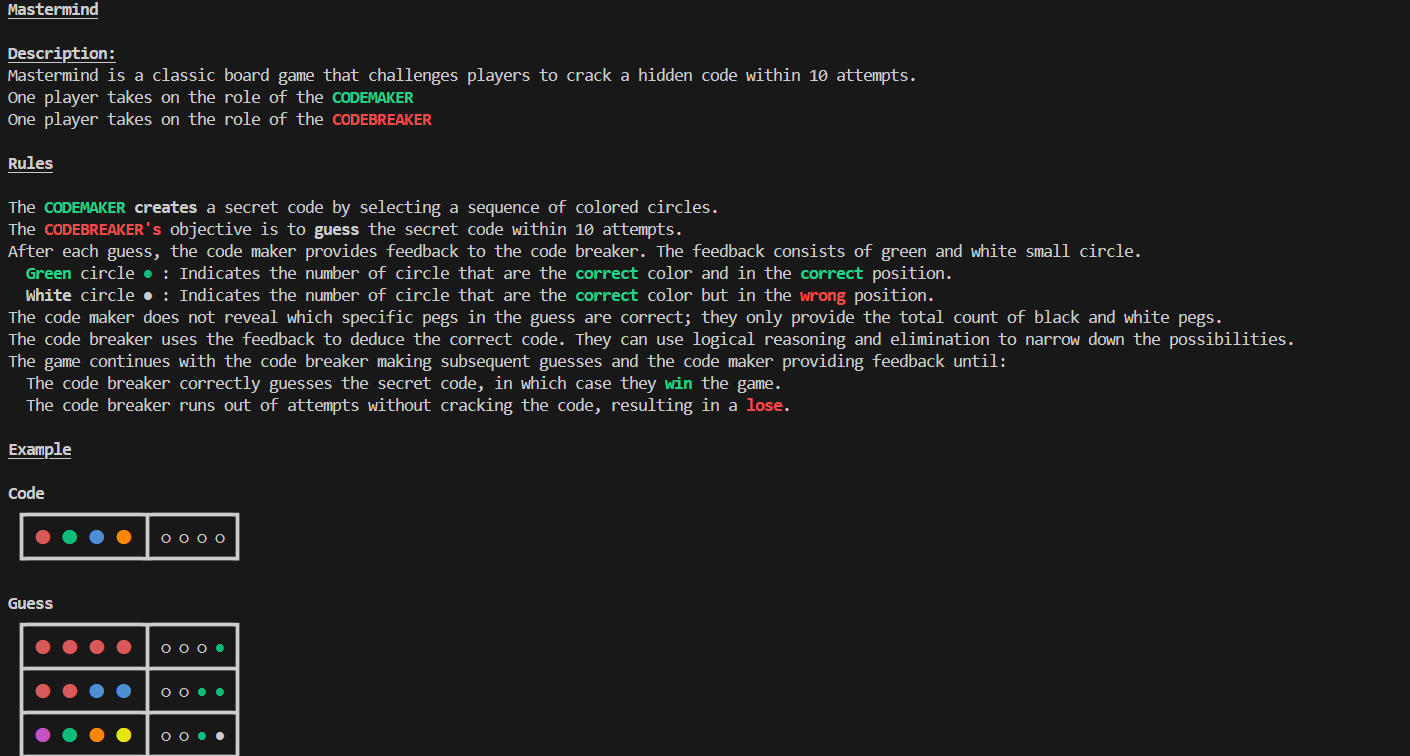 Mastermind
Description:
Mastermind is a classic board game that challenges players to crack a hidden code within 10 attempts.
One player takes on the role of the CODEMAKER
One player takes on the role of the CODEBREAKER
Rules
The CODEMAKER creates a secret code by selecting a sequence of colored circles.
The CODEBREAKER's objective is to guess the secret code within 10 attempts.
After each guess, the code maker provides feedback to the code breaker. The feedback consists of green and white small circle.
Green circle ● : Indicates the number of circle that are the correct color and in the correct position.
White circle ● : Indicates the number of circle that are the correct color but in the wrong position.
The code maker does not reveal which specific pegs in the guess are correct; they only provide the total count of black and white pegs.
The code breaker uses the feedback to deduce the correct code. They can use logical reasoning and elimination to narrow down the possibilities.
The game continues with the code breaker making subsequent guesses and the code maker providing feedback until:
The code breaker correctly guesses the secret code, in which case they win the game.
The code breaker runs out of attempts without cracking the code, resulting in a lose.
Example
Code
Guess